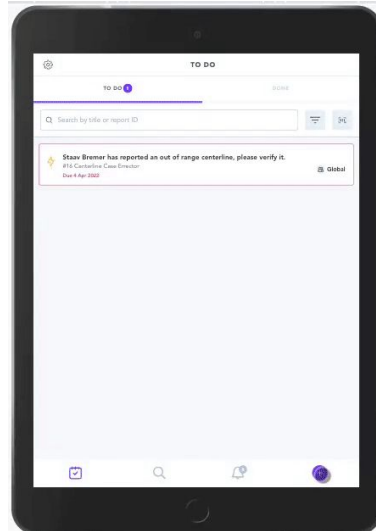 TO DO
TO DO 1
DONE
Search by title or report ID
Staav Bremer has reported an out of range centerline, please verify it.
#16 Centerline Case Erector
Global
Due 4 Apr 2022